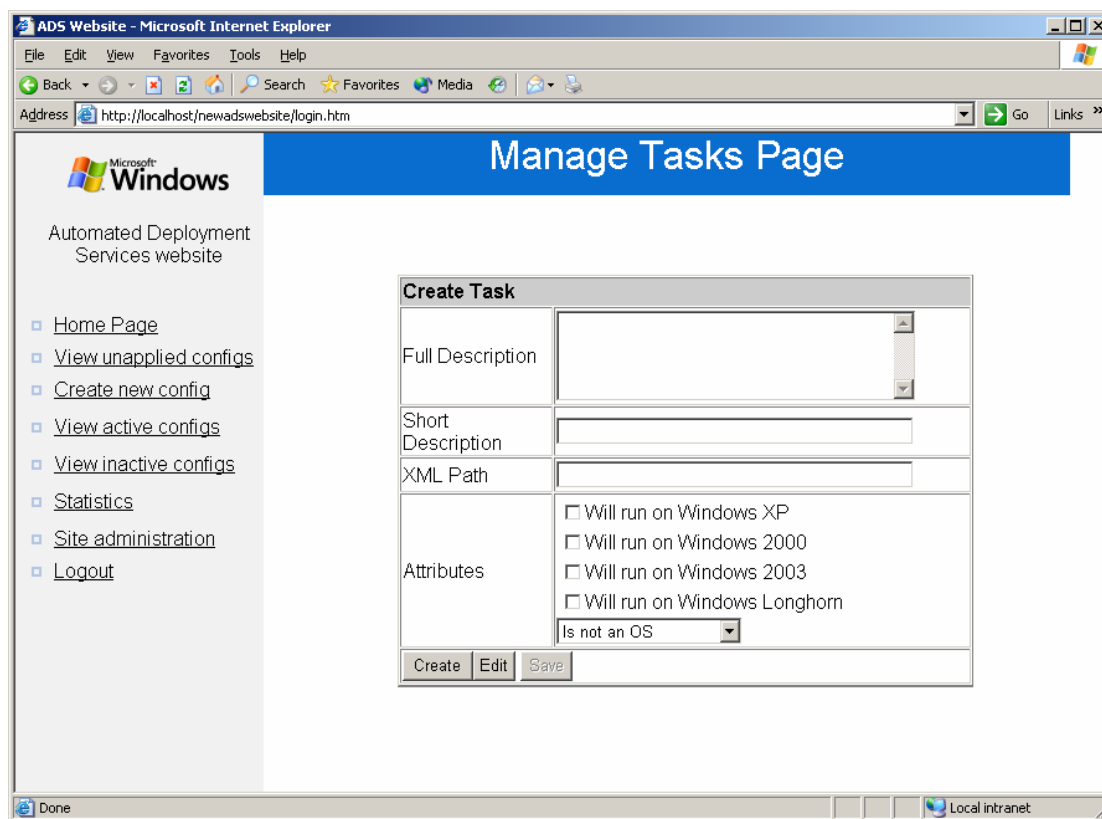 ADS Website - Microsoft Internet Explorer
File Edit View Favorites Tools Help
Back Search Favorites Media
Address http://localhost/newadswebsite/login.htm Go Links »
Microsoft
Windows
Manage Tasks Page
Automated Deployment
Services website
Home Page
View unapplied configs
Create new config
View active configs
View inactive configs
Statistics
Site administration
Logout
Create Task
Full Description
Short
Description
XML Path
Attributes
Will run on Windows XP
Will run on Windows 2000
Will run on Windows 2003
Will run on Windows Longhorn
Is not an OS
Create Edit Save
Done Local intranet